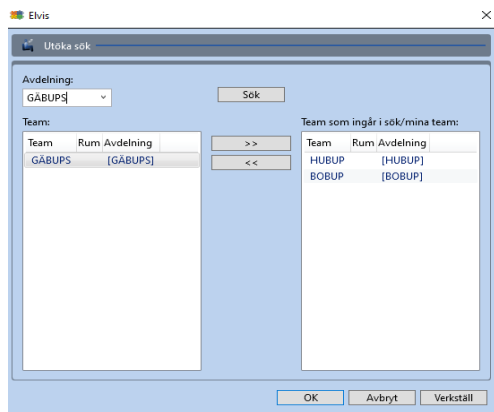 Elvis
Utöka sök
Avdelning:
GÄBUPS
Sök
Team:
Team Rum Avdelning
GÄBUPS [GÄBUPS]
>>
<<
Team som ingår i sök/mina team:
Team Rum Avdelning
HUBUP [HUBUP]
BOBUP [BOBUP]
OK Avbryt Verkställ